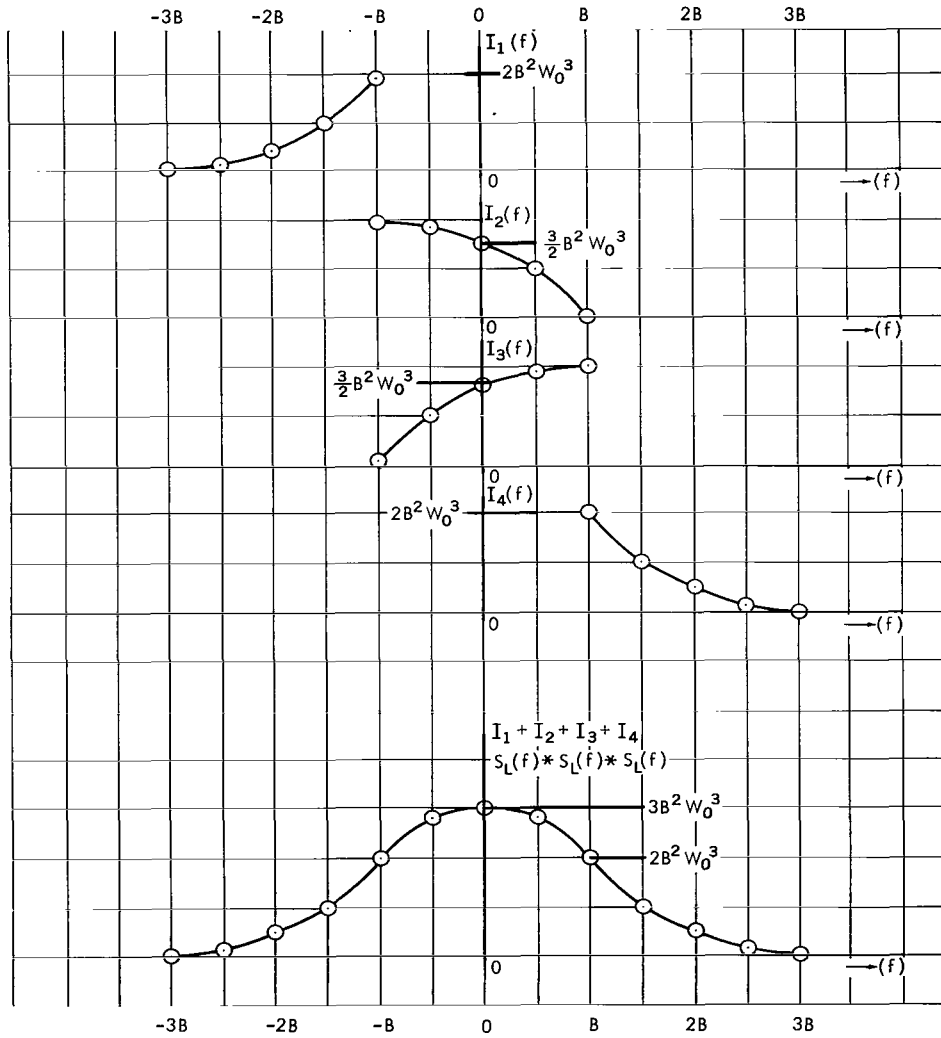 -3B -2B -B 0 B 2B 3B
I₁(f)
2B²W₀³
0 →(f)
I₂(f)
3/2 B²W₀³
0 →(f)
I₃(f)
3/2 B²W₀³
0 →(f)
I₄(f)
2B²W₀³
0 →(f)
I₁ + I₂ + I₃ + I₄
S_L(f) * S_L(f) * S_L(f)
3B²W₀³
2B²W₀³
0 →(f)
-3B -2B -B 0 B 2B 3B